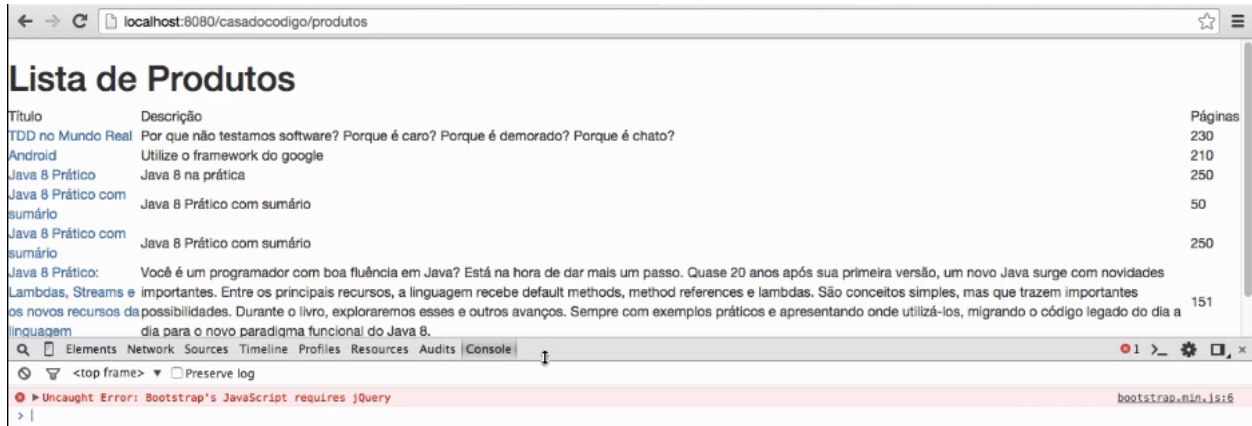 localhost:8080/casadocodigo/produtos
Lista de Produtos
Título Descrição Páginas
TDD no Mundo Real Por que não testamos software? Porque é caro? Porque é demorado? Porque é chato? 230
Android Utilize o framework do google 210
Java 8 Prático Java 8 na prática 250
Java 8 Prático com
sumário
Java 8 Prático com sumário 50
Java 8 Prático com
sumário
Java 8 Prático com sumário 250
Java 8 Prático:
Lambdas, Streams e
os novos recursos da
linguagem
Você é um programador com boa fluência em Java? Está na hora de dar mais um passo. Quase 20 anos após sua primeira versão, um novo Java surge com novidades
importantes. Entre os principais recursos, a linguagem recebe default methods, method references e lambdas. São conceitos simples, mas que trazem importantes
possibilidades. Durante o livro, exploraremos esses e outros avanços. Sempre com exemplos práticos e apresentando onde utilizá-los, migrando o código legado do dia a
dia para o novo paradigma funcional do Java 8.
151
Elements Network Sources Timeline Profiles Resources Audits Console 1
<top frame> Preserve log
Uncaught Error: Bootstrap's JavaScript requires jQuery bootstrap.min.js:6